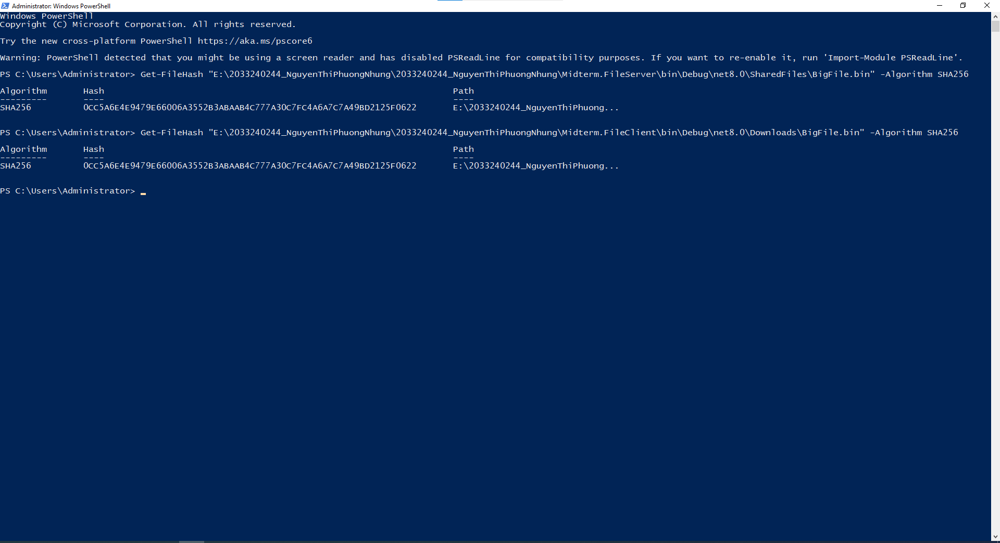 Administrator: Windows PowerShell
Windows PowerShell
Copyright (C) Microsoft Corporation. All rights reserved.
Try the new cross-platform PowerShell https://aka.ms/pscore6
Warning: PowerShell detected that you might be using a screen reader and has disabled PSReadLine for compatibility purposes. If you want to re-enable it, run 'Import-Module PSReadLine'.
PS C:\Users\Administrator> Get-FileHash "E:\2033240244_NguyenThiPhuongNhung\2033240244_NguyenThiPhuongNhung\Midterm.FileServer\bin\Debug\net8.0\SharedFiles\BigFile.bin" -Algorithm SHA256
Algorithm       Hash                                                                   Path
---------       ----                                                                   ----
SHA256          0CC5A6E4E9479E66006A3552B3ABAAB4C777A30C7FC4A6A7C7A49BD2125F0622       E:\2033240244_NguyenThiPhuong...
PS C:\Users\Administrator> Get-FileHash "E:\2033240244_NguyenThiPhuongNhung\2033240244_NguyenThiPhuongNhung\Midterm.FileClient\bin\Debug\net8.0\Downloads\BigFile.bin" -Algorithm SHA256
Algorithm       Hash                                                                   Path
---------       ----                                                                   ----
SHA256          0CC5A6E4E9479E66006A3552B3ABAAB4C777A30C7FC4A6A7C7A49BD2125F0622       E:\2033240244_NguyenThiPhuong...
PS C:\Users\Administrator>